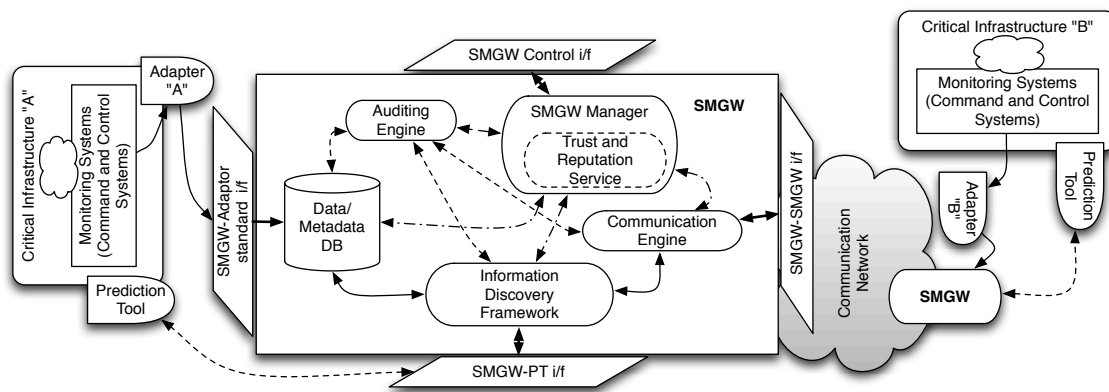 Critical Infrastructure "A"
Monitoring Systems
(Command and Control
Systems)
Adapter
"A"
Prediction
Tool
SMGW-Adaptor
standard i/f
SMGW Control i/f
SMGW
Auditing
Engine
SMGW Manager
Trust and
Reputation
Service
Data/
Metadata
DB
Communication
Engine
Information
Discovery
Framework
SMGW-PT i/f
SMGW-SMGW i/f
Communication
Network
Critical Infrastructure "B"
Monitoring Systems
(Command and Control
Systems)
Adapter
"B"
Prediction
Tool
SMGW